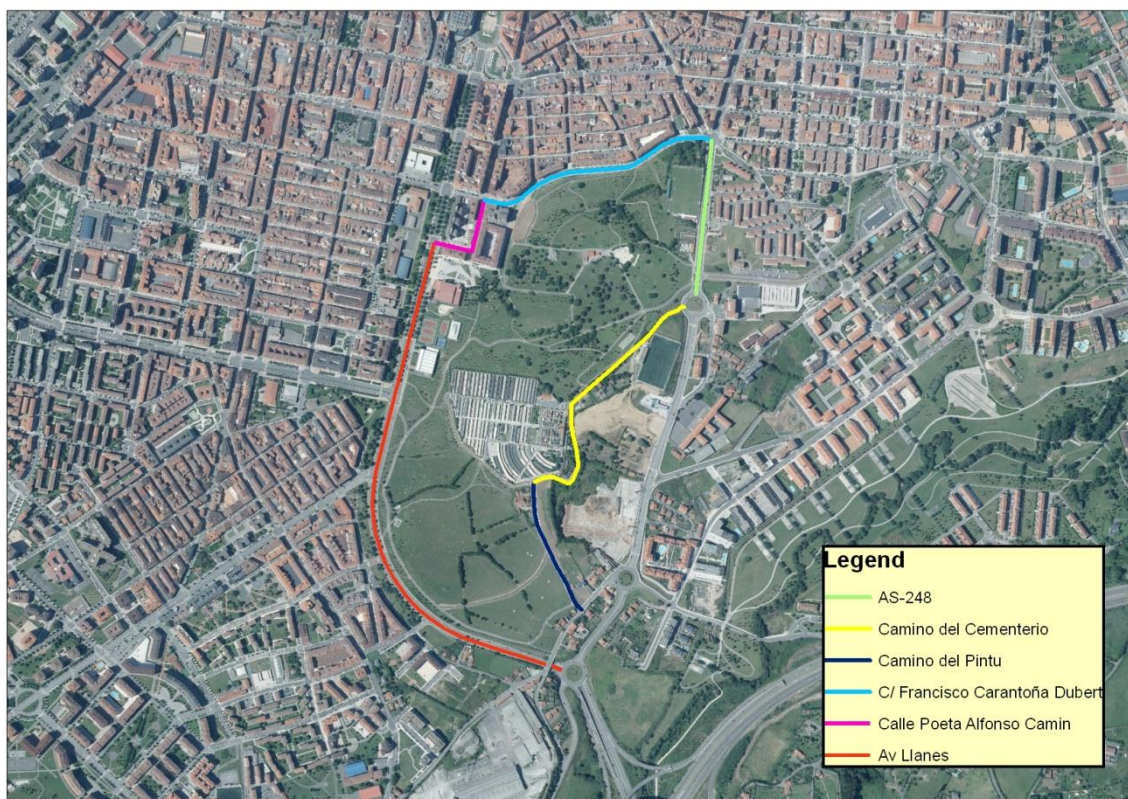 Legend
AS-248
Camino del Cementerio
Camino del Pintu
C/ Francisco Carantoña Dubert
Calle Poeta Alfonso Camin
Av Llanes